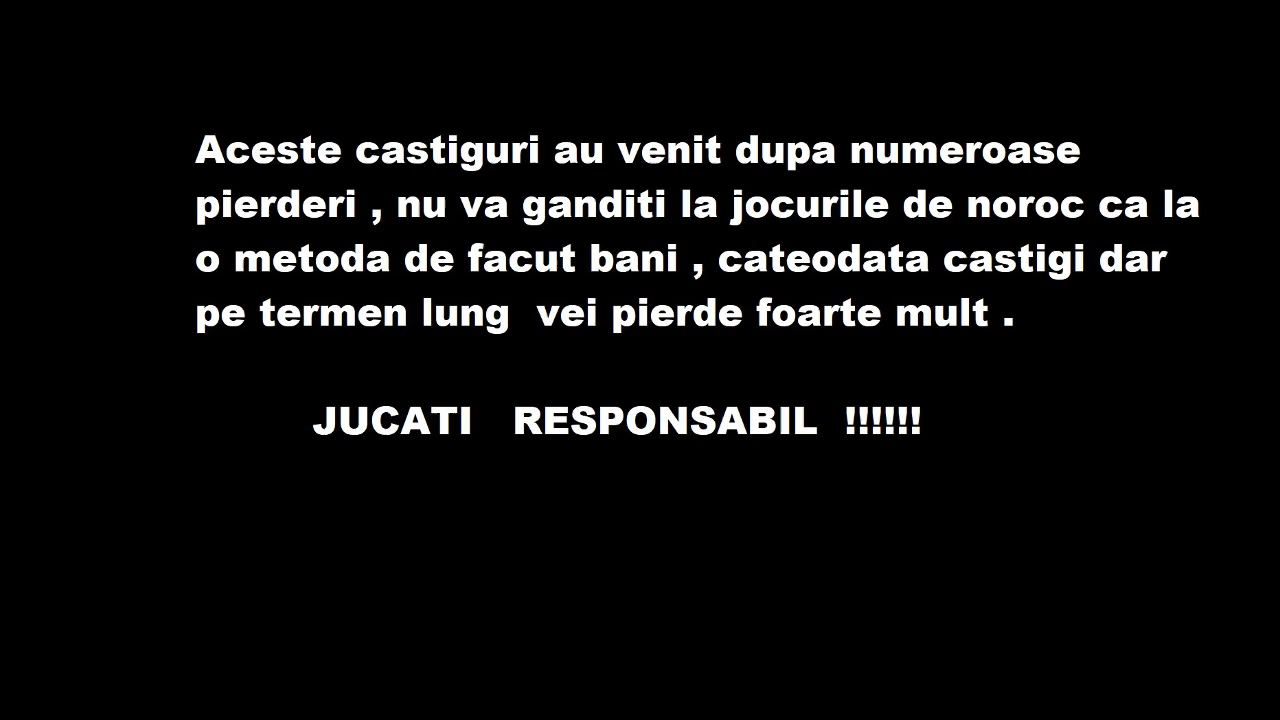 Aceste castiguri au venit dupa numeroase
pierderi , nu va ganditi la jocurile de noroc ca la
o metoda de facut bani , cateodata castigi dar
pe termen lung  vei pierde foarte mult .
JUCATI   RESPONSABIL  !!!!!!